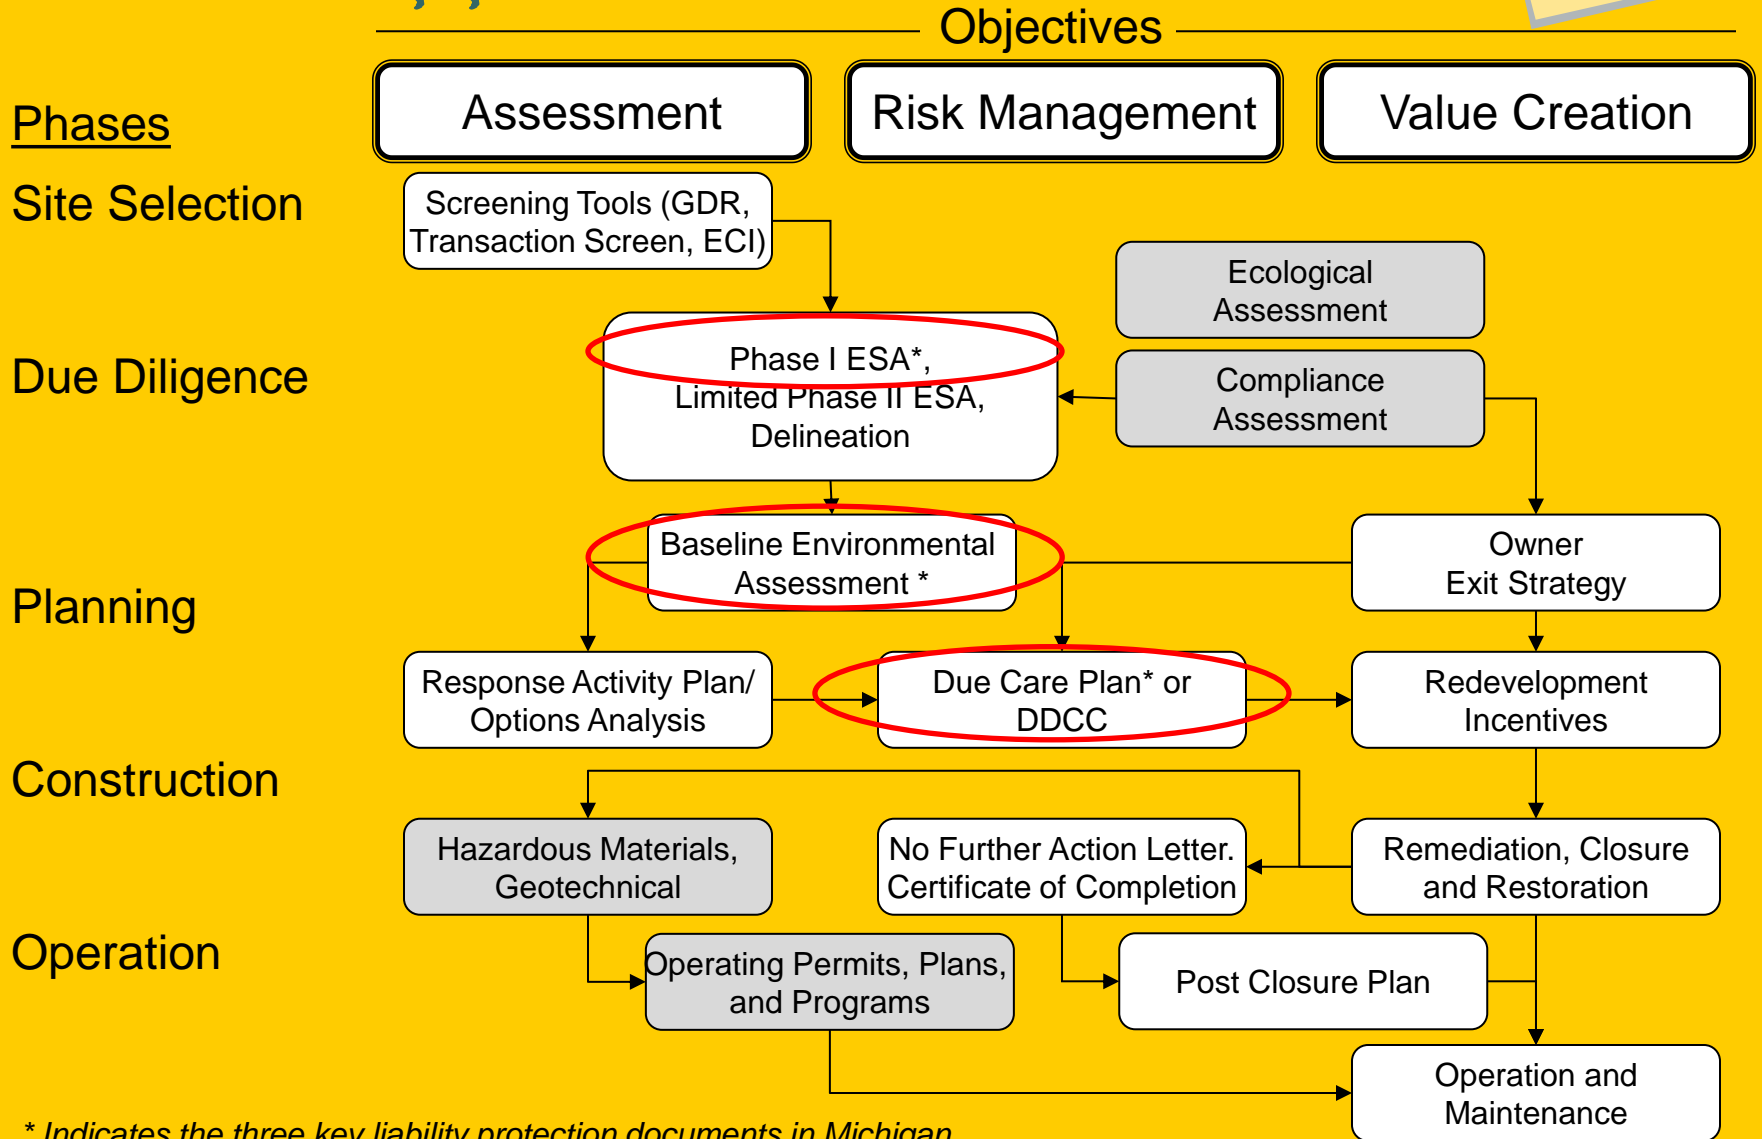 Objectives
Assessment
Risk Management
Value Creation
Phases
Site Selection
Screening Tools (GDR,
Transaction Screen, ECI)
Ecological
Assessment
Due Diligence
Phase I ESA*,
Limited Phase II ESA,
Delineation
Compliance
Assessment
Planning
Baseline Environmental
Assessment *
Owner
Exit Strategy
Response Activity Plan/
Options Analysis
Due Care Plan* or
DDCC
Redevelopment
Incentives
Construction
Hazardous Materials,
Geotechnical
No Further Action Letter.
Certificate of Completion
Remediation, Closure
and Restoration
Operation
Operating Permits, Plans,
and Programs
Post Closure Plan
Operation and
Maintenance
* Indicates the three key liability protection documents in Michigan